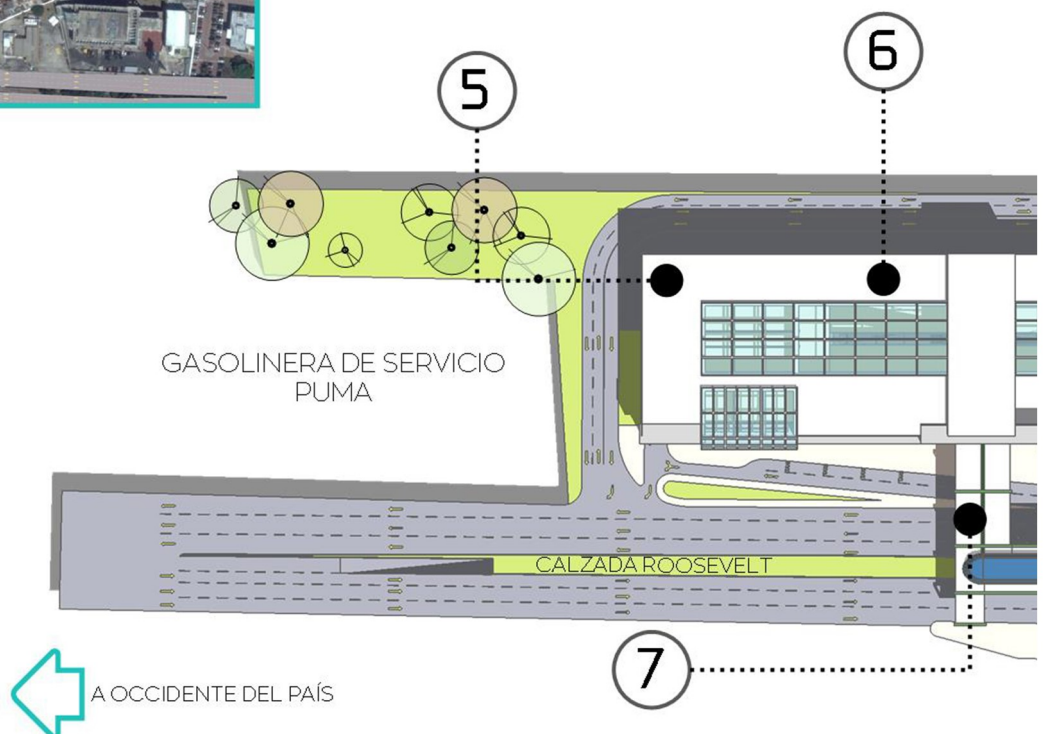 6
5
GASOLINERA DE SERVICIO
PUMA
CALZADA ROOSEVELT
7
A OCCIDENTE DEL PAÍS